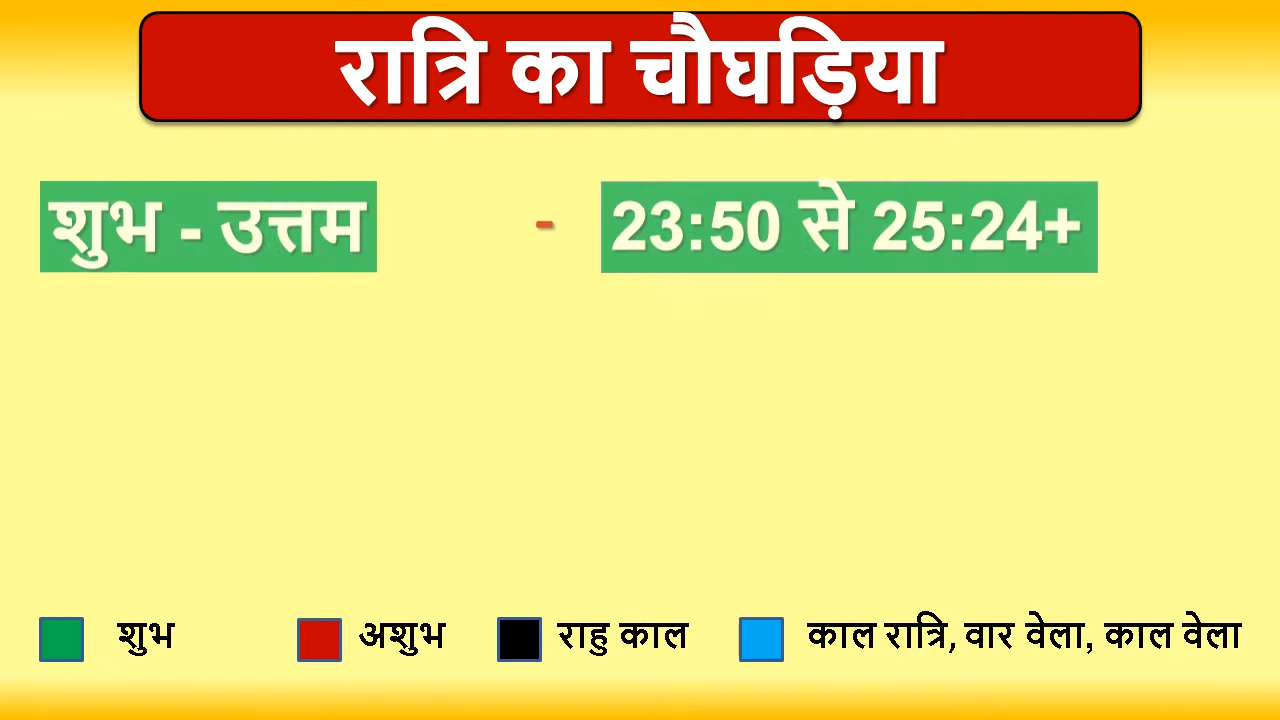 रात्रि का चौघड़िया
शुभ - उत्तम - 23:50 से 25:24+
शुभ अशुभ राहु काल काल रात्रि, वार वेला, काल वेला